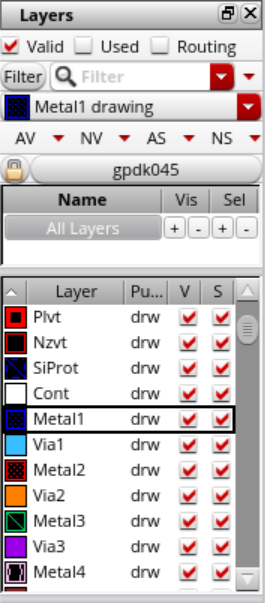 Layers
Valid Used Routing
Filter Filter
Metal1 drawing
AV NV AS NS
gpdk045
Name Vis Sel
All Layers + - + -
Layer Pu... V S
Plvt drw
Nzvt drw
SiProt drw
Cont drw
Metal1 drw
Via1 drw
Metal2 drw
Via2 drw
Metal3 drw
Via3 drw
Metal4 drw